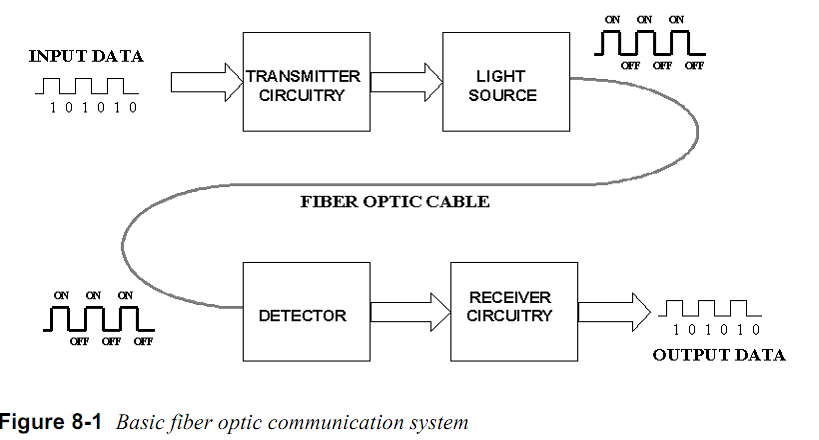 ON ON ON
OFF OFF OFF
INPUT DATA
1 0 1 0 1 0
TRANSMITTER
CIRCUITRY
LIGHT
SOURCE
FIBER OPTIC CABLE
ON ON ON
OFF OFF OFF
DETECTOR
RECEIVER
CIRCUITRY
1 0 1 0 1 0
OUTPUT DATA
Figure 8-1 Basic fiber optic communication system